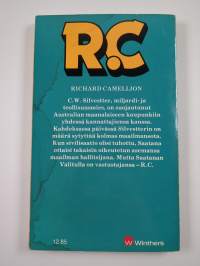 R.C
RICHARD CAMELLION
C.W. Silvestter, miljardi- ja
teollisuusmies, on suojautunut
Australian maanalaiseen kaupunkiin
yhdessä kannattajiensa kanssa.
Kahdeksassa päivässä Silvestterin on
määrä sytyttää kolmas maailmansota.
Kun sivilisaatio olisi tuhottu, Saatana
ottaisi takaisin oikeutetun asemansa
maailman hallitsijana. Mutta Saatanan
Valitulla on vastustajansa – R.C.
12.85
Winthers